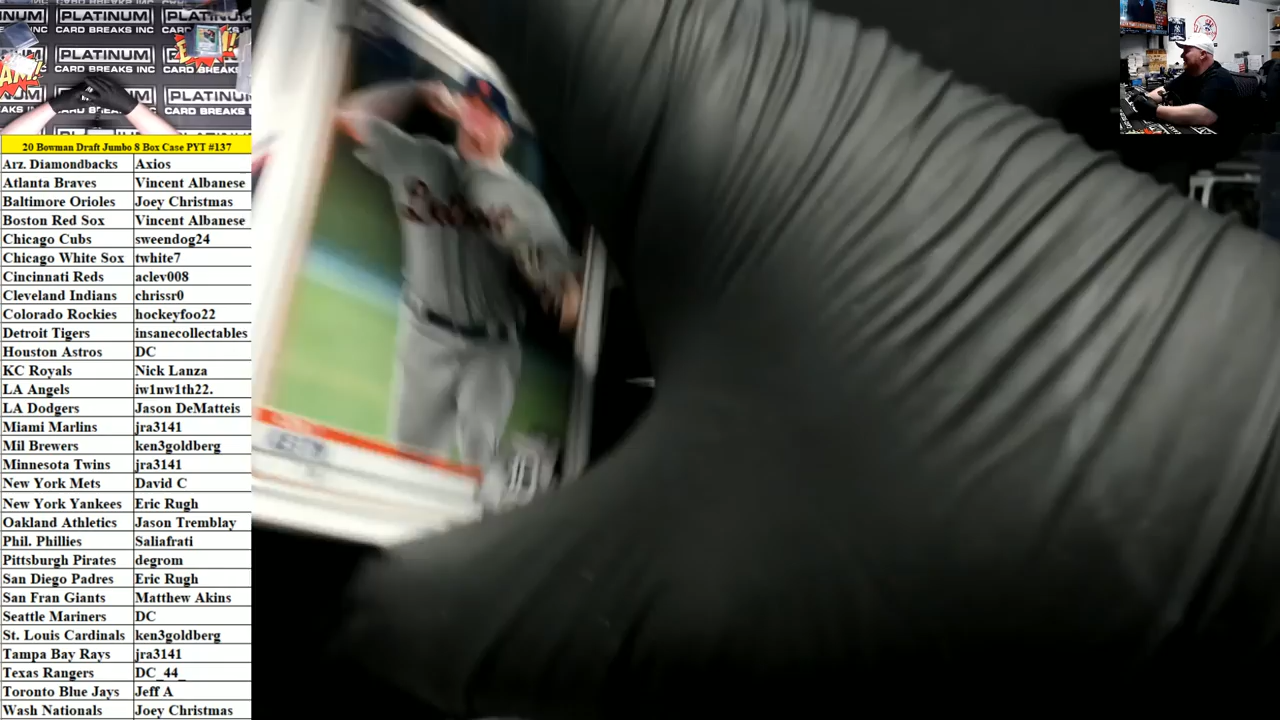 PLATINUM
CARD BREAKS INC
20 Bowman Draft Jumbo 8 Box Case PYT #137
Arz. Diamondbacks Axios
Atlanta Braves Vincent Albanese
Baltimore Orioles Joey Christmas
Boston Red Sox Vincent Albanese
Chicago Cubs sweendog24
Chicago White Sox twhite7
Cincinnati Reds aclev008
Cleveland Indians chrissr0
Colorado Rockies hockeyfoo22
Detroit Tigers insanecollectables
Houston Astros DC
KC Royals Nick Lanza
LA Angels iw1nw1th22.
LA Dodgers Jason DeMatteis
Miami Marlins jra3141
Mil Brewers ken3goldberg
Minnesota Twins jra3141
New York Mets David C
New York Yankees Eric Rugh
Oakland Athletics Jason Tremblay
Phil. Phillies Saliafrati
Pittsburgh Pirates degrom
San Diego Padres Eric Rugh
San Fran Giants Matthew Akins
Seattle Mariners DC
St. Louis Cardinals ken3goldberg
Tampa Bay Rays jra3141
Texas Rangers DC_44_
Toronto Blue Jays Jeff A
Wash Nationals Joey Christmas